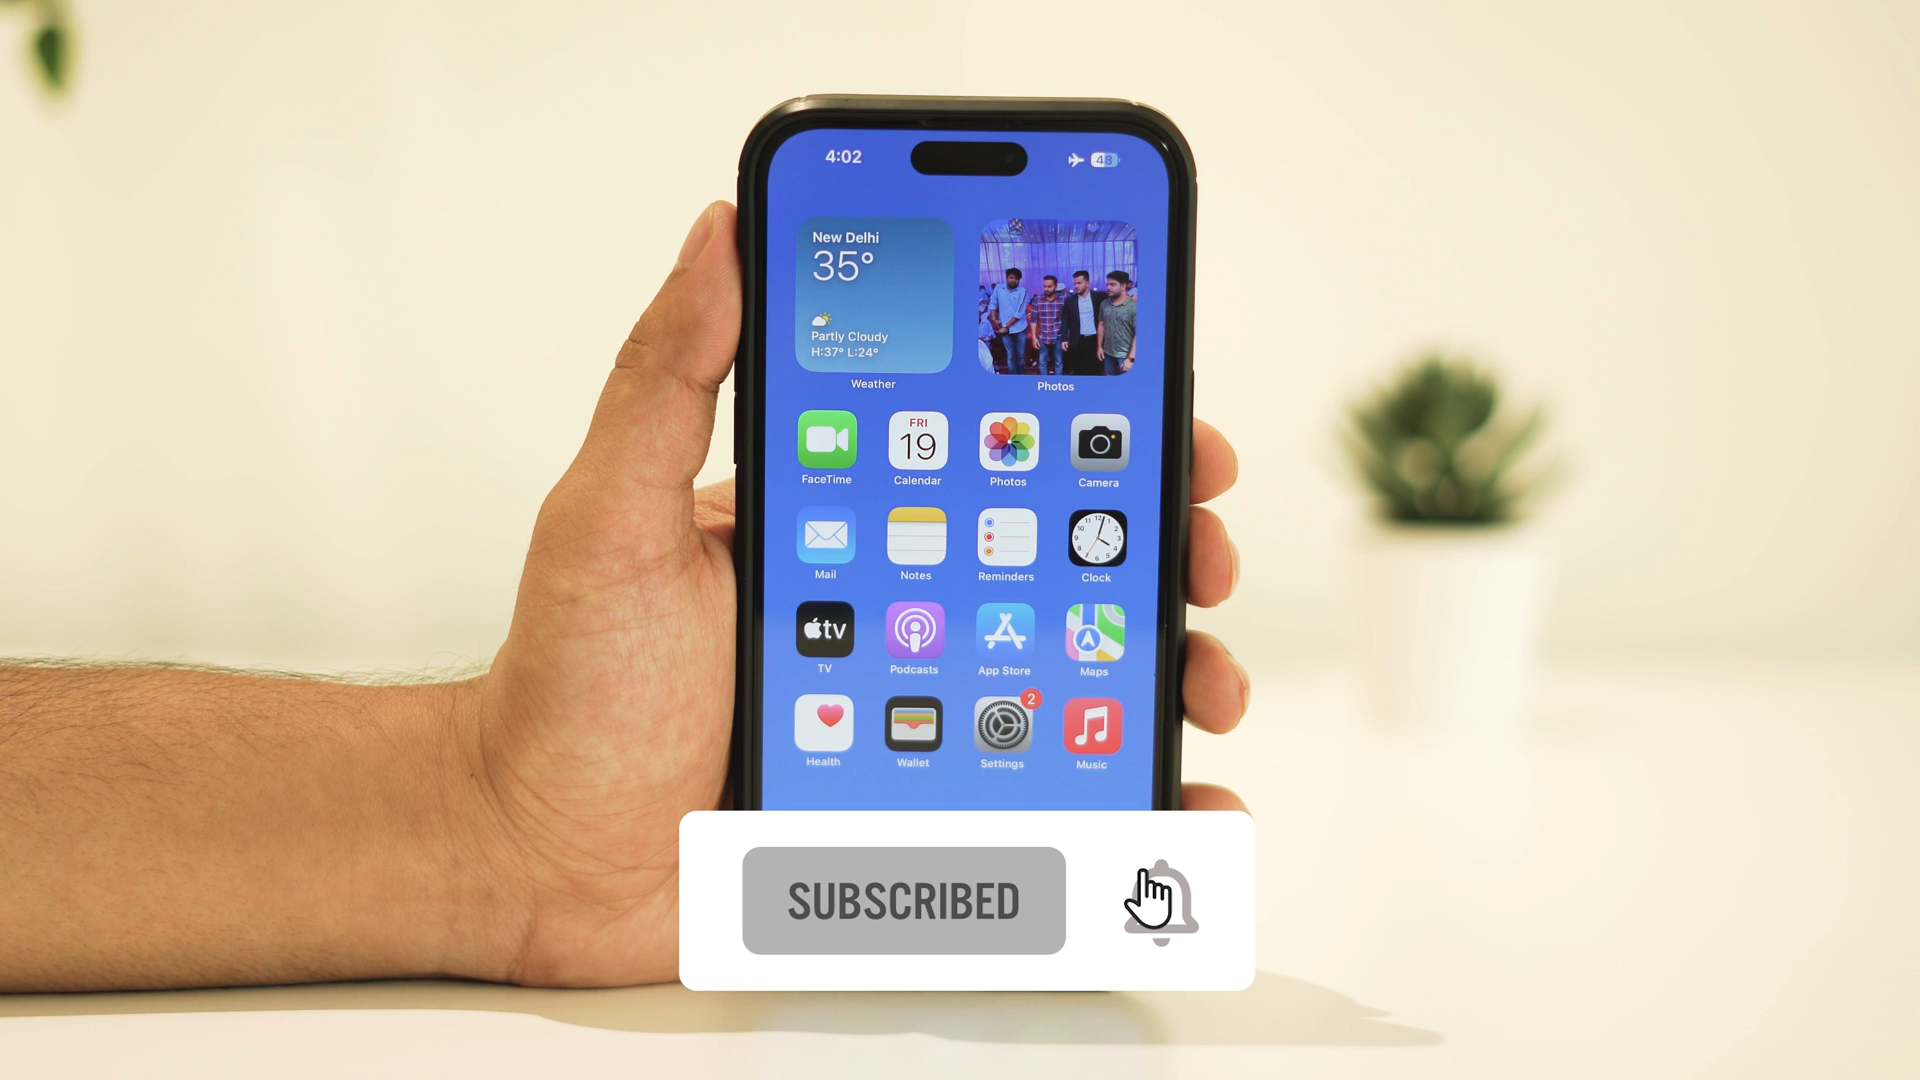 4:02
48
New Delhi
35°
Partly Cloudy
H:37° L:24°
Weather
Photos
FRI
19
FaceTime
Calendar
Photos
Camera
Mail
Notes
Reminders
Clock
tv
TV
Podcasts
App Store
Maps
2
Health
Wallet
Settings
Music
SUBSCRIBED